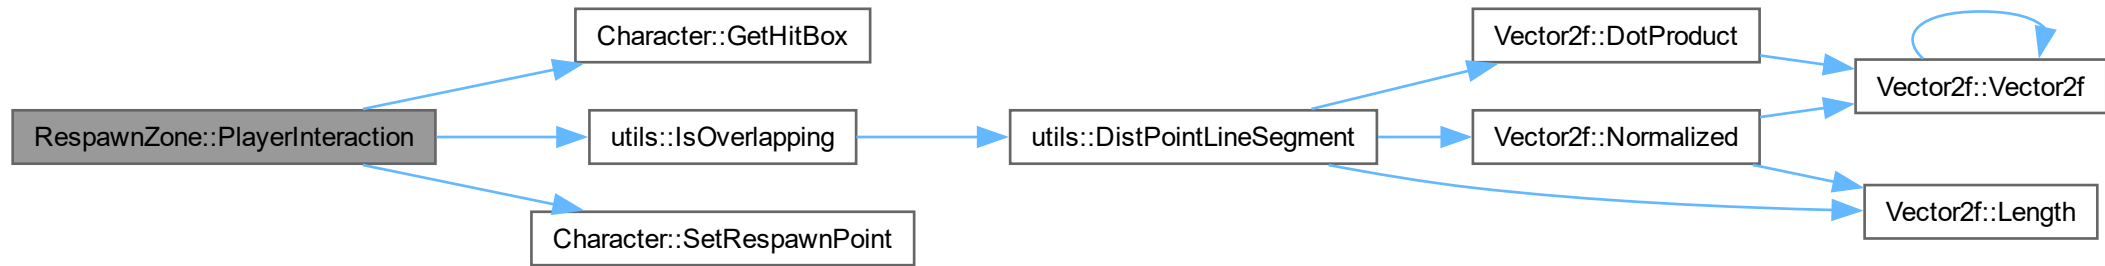 RespawnZone::PlayerInteraction
Character::GetHitBox
utils::IsOverlapping
Character::SetRespawnPoint
utils::DistPointLineSegment
Vector2f::DotProduct
Vector2f::Normalized
Vector2f::Vector2f
Vector2f::Length